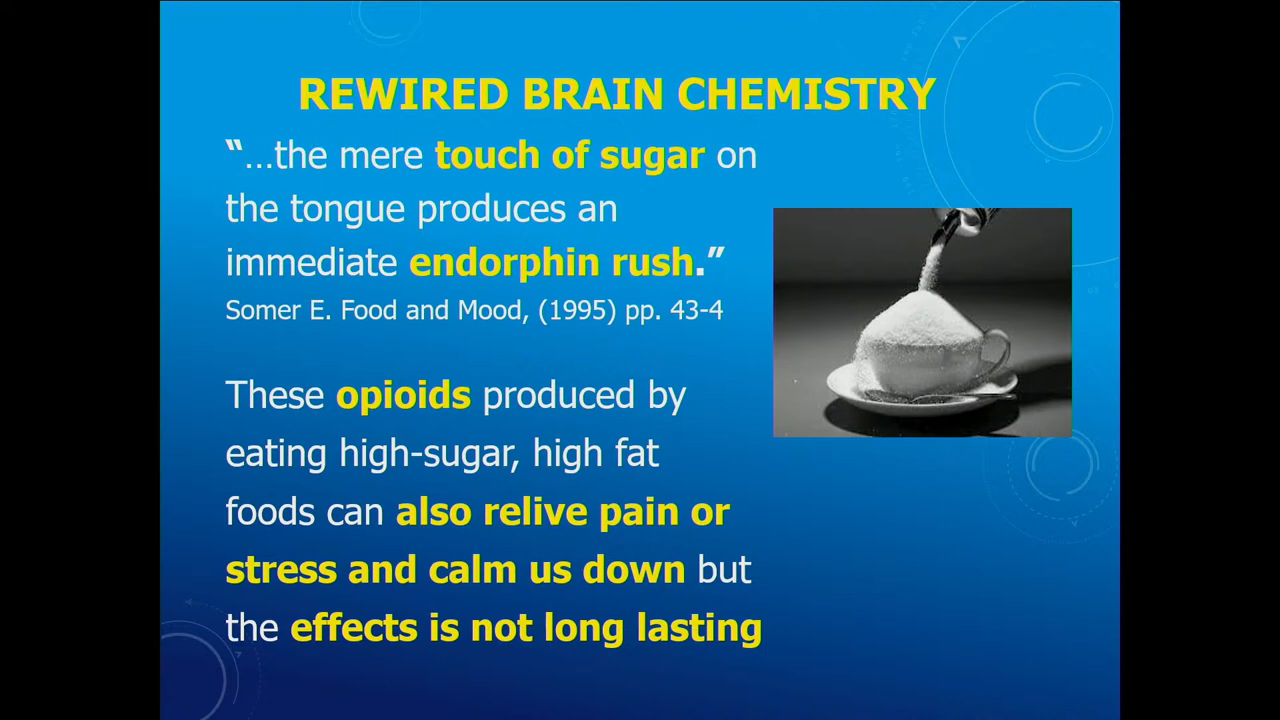 REWIRED BRAIN CHEMISTRY
“…the mere touch of sugar on
the tongue produces an
immediate endorphin rush.”
Somer E. Food and Mood, (1995) pp. 43-4
These opioids produced by
eating high-sugar, high fat
foods can also relive pain or
stress and calm us down but
the effects is not long lasting